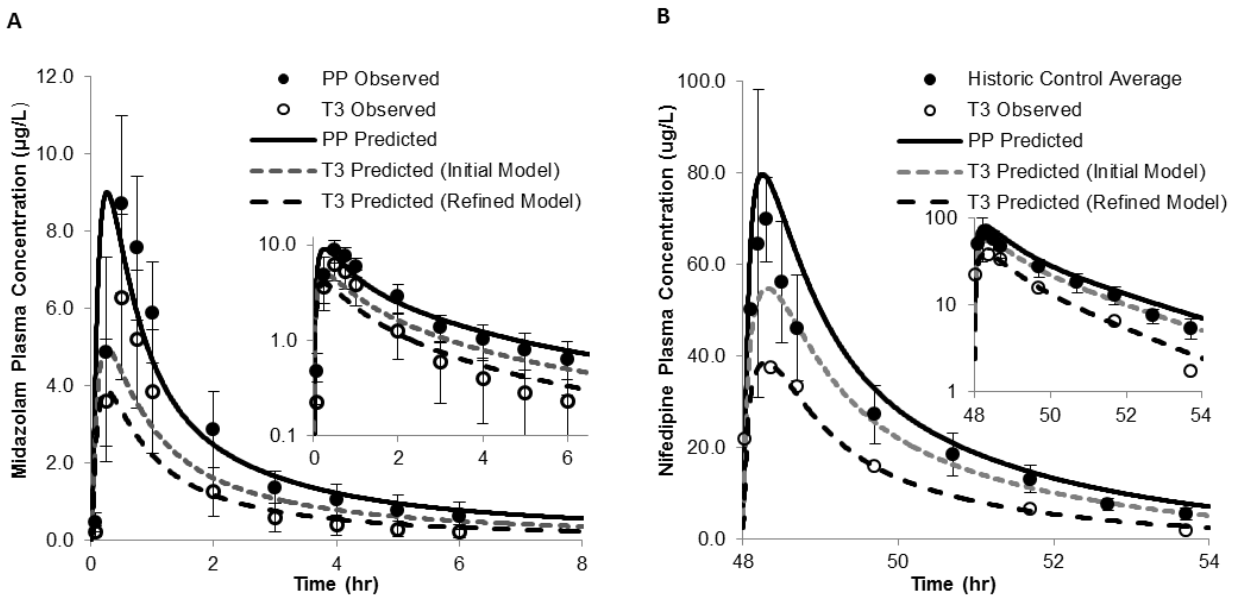 A
Midazolam Plasma Concentration (µg/L)
12.0
10.0
8.0
6.0
4.0
2.0
0.0
0
2
4
6
8
Time (hr)
PP Observed
T3 Observed
PP Predicted
T3 Predicted (Initial Model)
T3 Predicted (Refined Model)
10.0
1.0
0.1
0
2
4
6
B
Nifedipine Plasma Concentration (ug/L)
100.0
80.0
60.0
40.0
20.0
0.0
48
50
52
54
Time (hr)
Historic Control Average
T3 Observed
PP Predicted
T3 Predicted (Initial Model)
T3 Predicted (Refined Model)
100
10
1
48
50
52
54